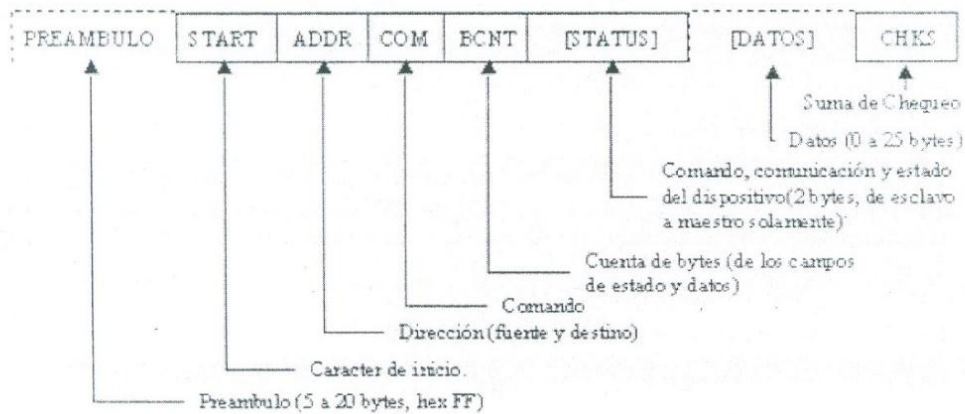 PREAMBULO START ADDR COM BCNT [STATUS] [DATOS] CHKS
Suma de Chequeo
Datos (0 a 25 bytes)
Comando, comunicación y estado
del dispositivo(2 bytes, de esclavo
a maestro solamente)
Cuenta de bytes (de los campos
de estado y datos)
Comando
Dirección (fuente y destino)
Caracter de inicio.
Preambulo (5 a 20 bytes, hex FF)